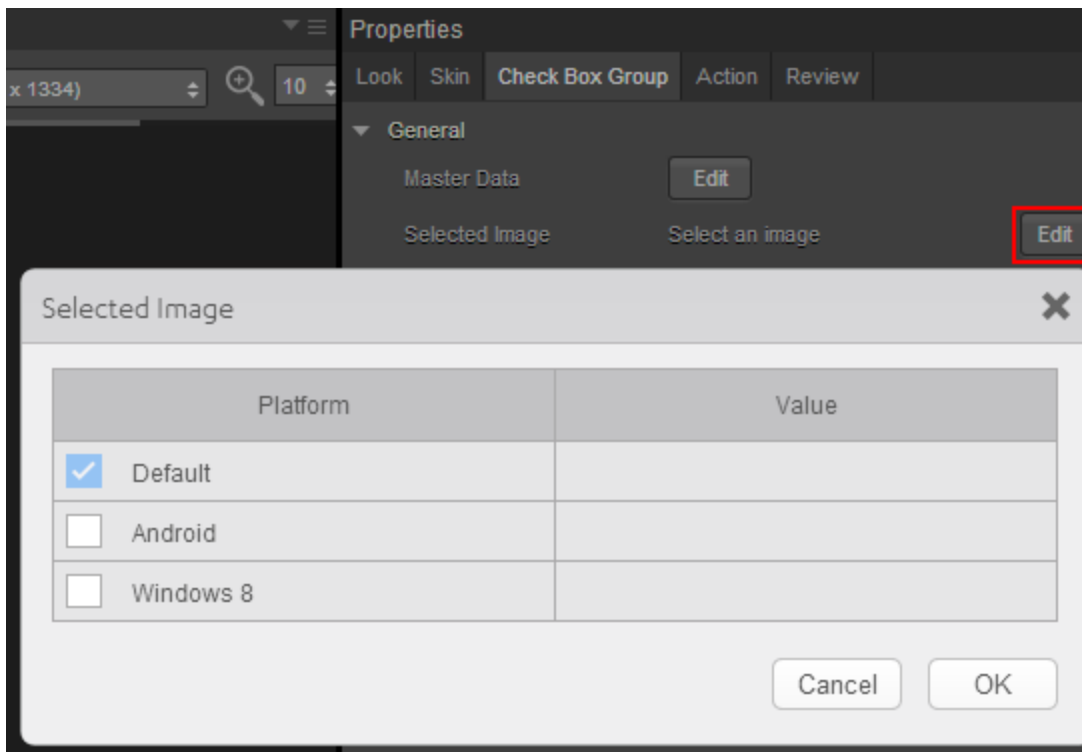 Properties
x 1334) 10 Look Skin Check Box Group Action Review
General
Master Data Edit
Selected Image Select an image Edit
Selected Image
Platform Value
Default
Android
Windows 8
Cancel OK